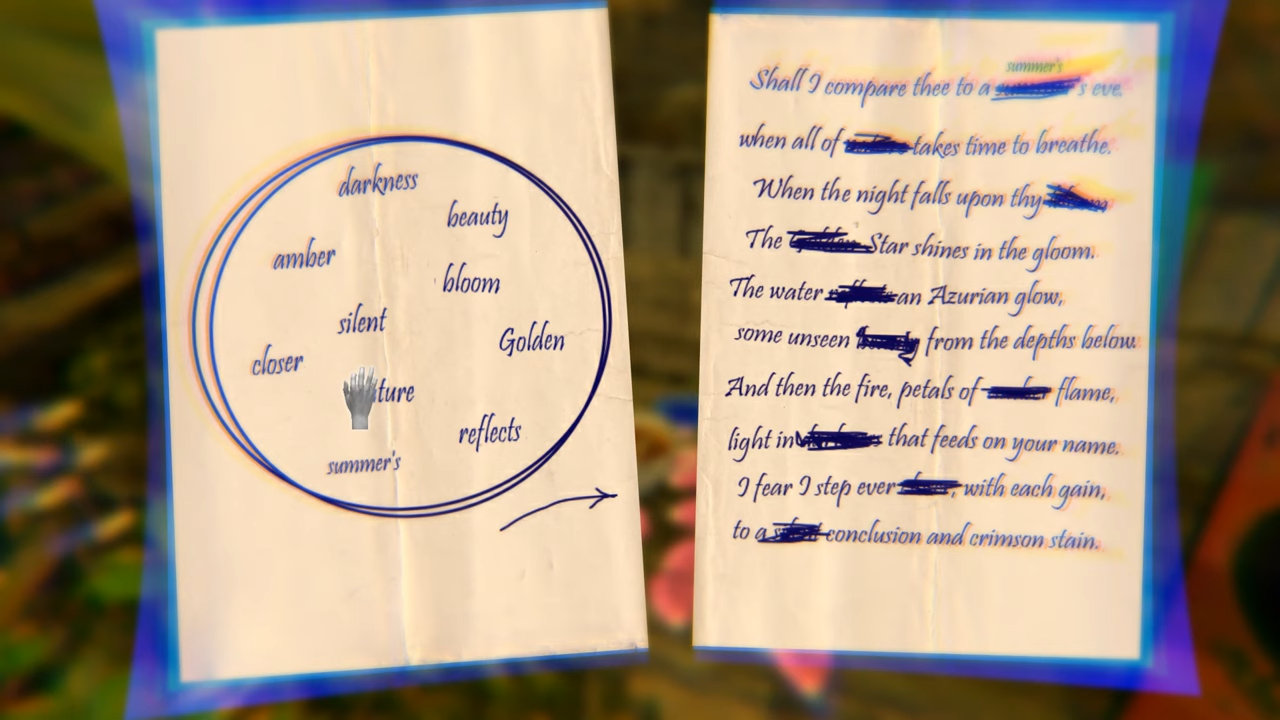 darkness
beauty
amber
bloom
silent
Golden
closer
ture
reflects
summer's
summer's
Shall I compare thee to a 's eve.
when all of takes time to breathe.
When the night falls upon thy
The Star shines in the gloom.
The water an Azurian glow,
some unseen from the depths below.
And then the fire, petals of flame,
light in that feeds on your name.
I fear I step ever , with each gain,
to a conclusion and crimson stain.